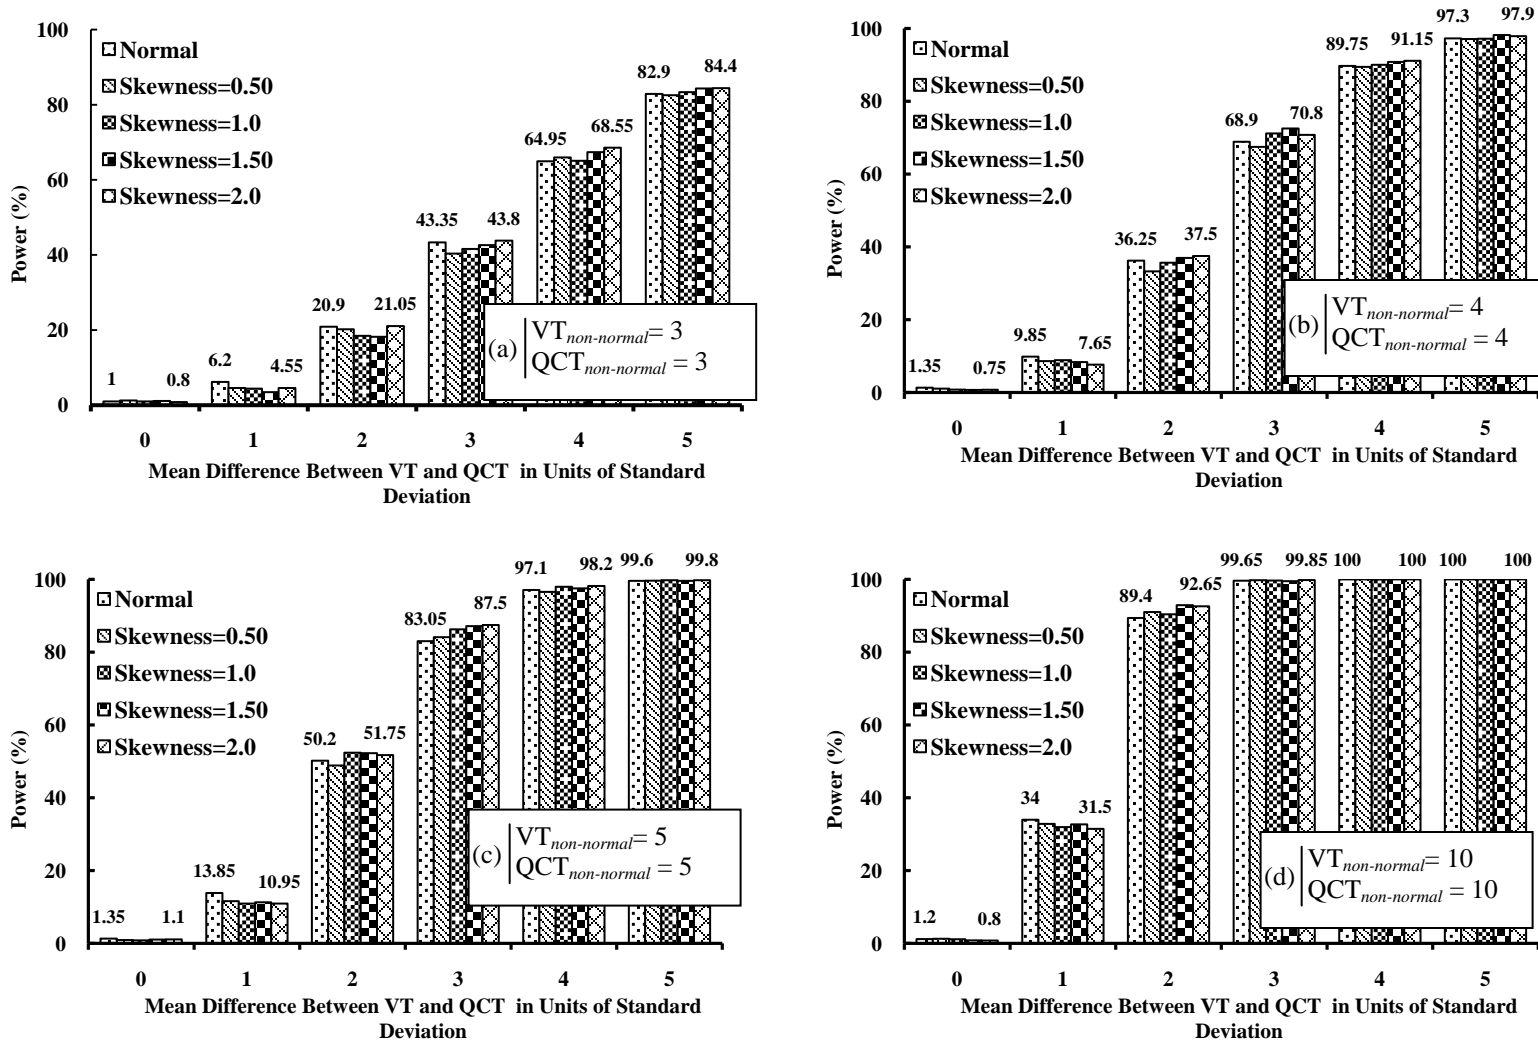 100
80
60
40
20
0
Power (%)
Normal
Skewness=0.50
Skewness=1.0
Skewness=1.50
Skewness=2.0
1 0.8
6.2 4.55
20.9 21.05
43.35 43.8
64.95 68.55
82.9 84.4
(a) VTnon-normal= 3
QCTnon-normal = 3
0 1 2 3 4 5
Mean Difference Between VT and QCT in Units of Standard
Deviation
100
80
60
40
20
0
Power (%)
Normal
Skewness=0.50
Skewness=1.0
Skewness=1.50
Skewness=2.0
1.35 0.75
9.85 7.65
36.25 37.5
68.9 70.8
89.75 91.15
97.3 97.9
(b) VTnon-normal= 4
QCTnon-normal = 4
0 1 2 3 4 5
Mean Difference Between VT and QCT in Units of Standard
Deviation
100
80
60
40
20
0
Power (%)
Normal
Skewness=0.50
Skewness=1.0
Skewness=1.50
Skewness=2.0
1.35 1.1
13.85 10.95
50.2 51.75
83.05 87.5
97.1 98.2
99.6 99.8
(c) VTnon-normal= 5
QCTnon-normal = 5
0 1 2 3 4 5
Mean Difference Between VT and QCT in Units of Standard
Deviation
100
80
60
40
20
0
Power (%)
Normal
Skewness=0.50
Skewness=1.0
Skewness=1.50
Skewness=2.0
1.2 0.8
34 31.5
89.4 92.65
99.65 99.85
100 100
100 100
(d) VTnon-normal= 10
QCTnon-normal = 10
0 1 2 3 4 5
Mean Difference Between VT and QCT in Units of Standard
Deviation